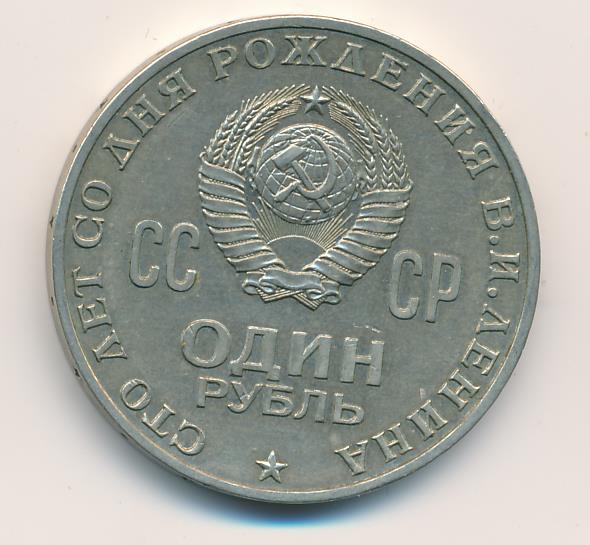 СТО ЛЕТ СО ДНЯ РОЖДЕНИЯ В.И.ЛЕНИНА
СС СР
ОДИН
РУБЛЬ